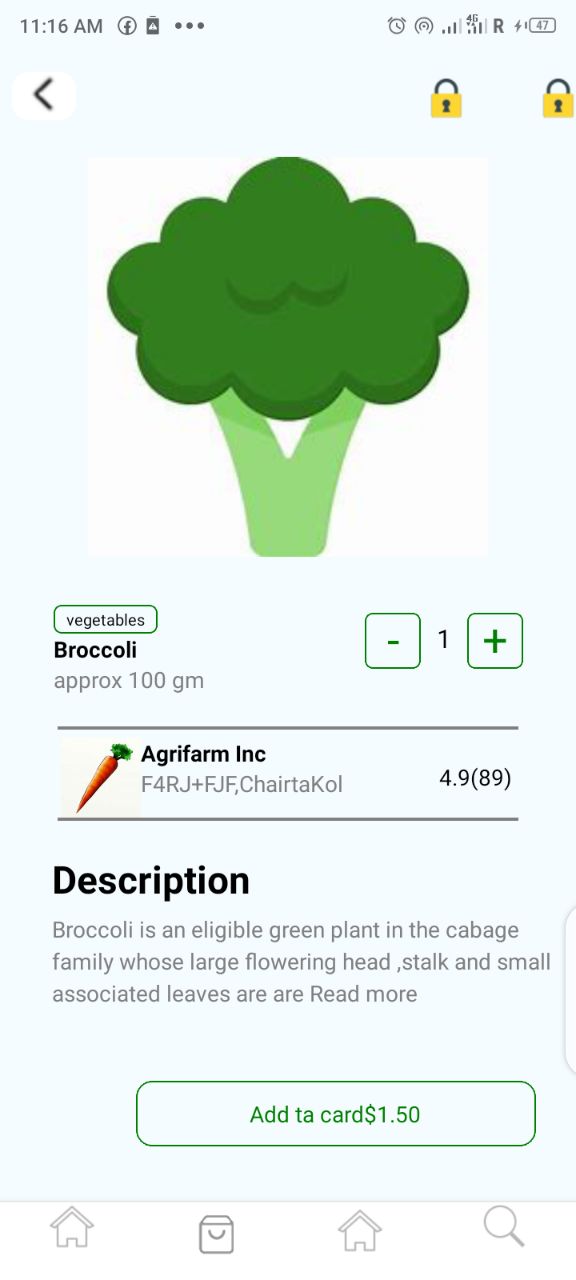 11:16 AM
4G
R
47
vegetables
Broccoli
approx 100 gm
- 1 +
Agrifarm Inc
F4RJ+FJF,ChairtaKol
4.9(89)
Description
Broccoli is an eligible green plant in the cabage
family whose large flowering head ,stalk and small
associated leaves are are Read more
Add ta card$1.50